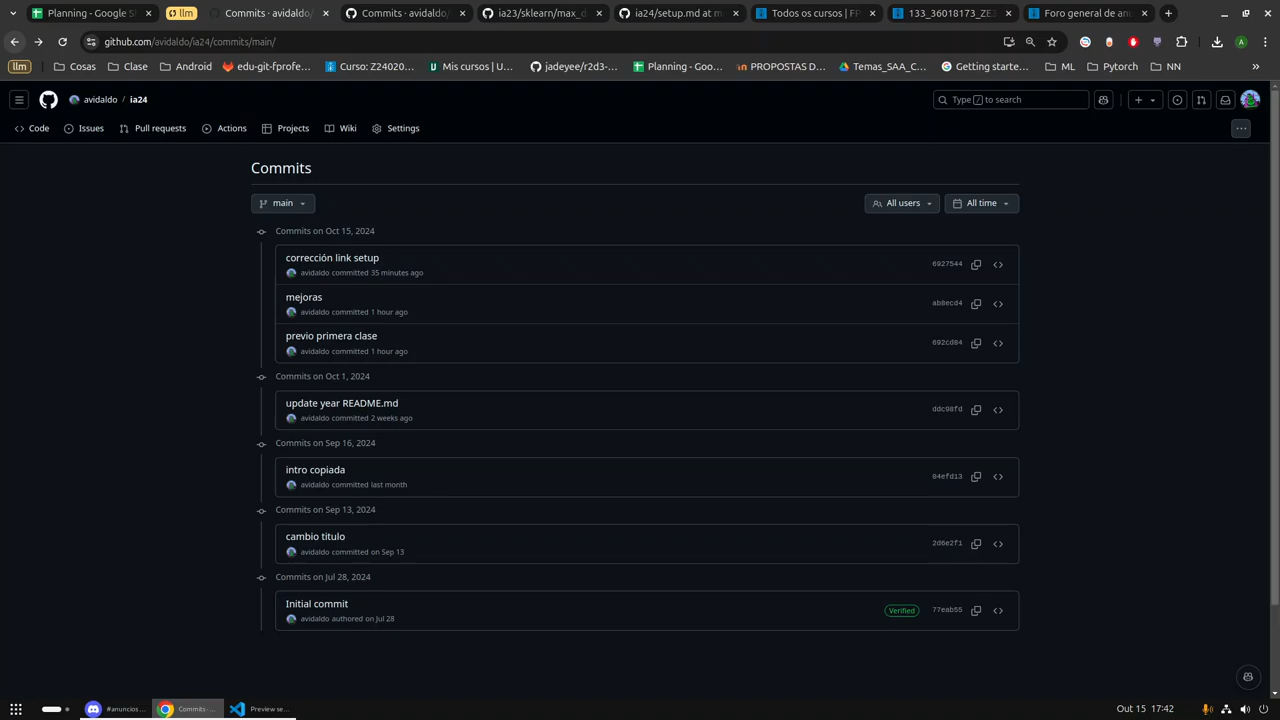 Planning - Google S
llm
Commits · avidaldo/
Commits · avidaldo/
ia23/sklearn/max_d
ia24/setup.md at m
Todos os cursos | FP
133_36018173_ZE3
Foro general de an
github.com/avidaldo/ia24/commits/main/
llm
Cosas
Clase
Android
edu-git-fprofe...
Curso: Z24020...
Mis cursos | U...
jadeyee/r2d3-...
Planning - Goo...
PROPOSTAS D...
Temas_SAA_C...
Getting starte...
ML
Pytorch
NN
avidaldo / ia24
Type / to search
Code
Issues
Pull requests
Actions
Projects
Wiki
Settings
Commits
main
All users
All time
Commits on Oct 15, 2024
corrección link setup
avidaldo committed 35 minutes ago
6927544
mejoras
avidaldo committed 1 hour ago
ab8ecd4
previo primera clase
avidaldo committed 1 hour ago
692cd84
Commits on Oct 1, 2024
update year README.md
avidaldo committed 2 weeks ago
ddc98fd
Commits on Sep 16, 2024
intro copiada
avidaldo committed last month
04efd13
Commits on Sep 13, 2024
cambio titulo
avidaldo committed on Sep 13
2d6e2f1
Commits on Jul 28, 2024
Initial commit
avidaldo authored on Jul 28
Verified
77eab55
#anuncios ...
Commits · ...
Preview se...
Oct 15 17:42